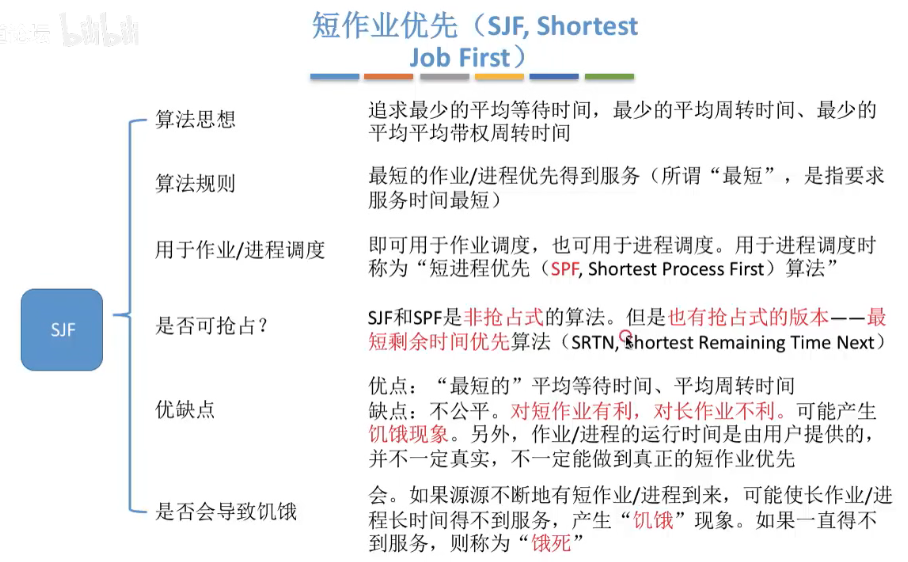 bilibili
短作业优先（SJF, Shortest
Job First）
SJF
算法思想
追求最少的平均等待时间，最少的平均周转时间、最少的
平均平均带权周转时间
算法规则
最短的作业/进程优先得到服务（所谓“最短”，是指要求
服务时间最短）
用于作业/进程调度
即可用于作业调度，也可用于进程调度。用于进程调度时
称为“短进程优先（SPF, Shortest Process First）算法”
是否可抢占？
SJF和SPF是非抢占式的算法。但是也有抢占式的版本——最
短剩余时间优先算法（SRTN, Shortest Remaining Time Next）
优缺点
优点：“最短的”平均等待时间、平均周转时间
缺点：不公平。对短作业有利，对长作业不利。可能产生
饥饿现象。另外，作业/进程的运行时间是由用户提供的，
并不一定真实，不一定能做到真正的短作业优先
是否会导致饥饿
会。如果源源不断地有短作业/进程到来，可能使长作业/进
程长时间得不到服务，产生“饥饿”现象。如果一直得不
到服务，则称为“饿死”